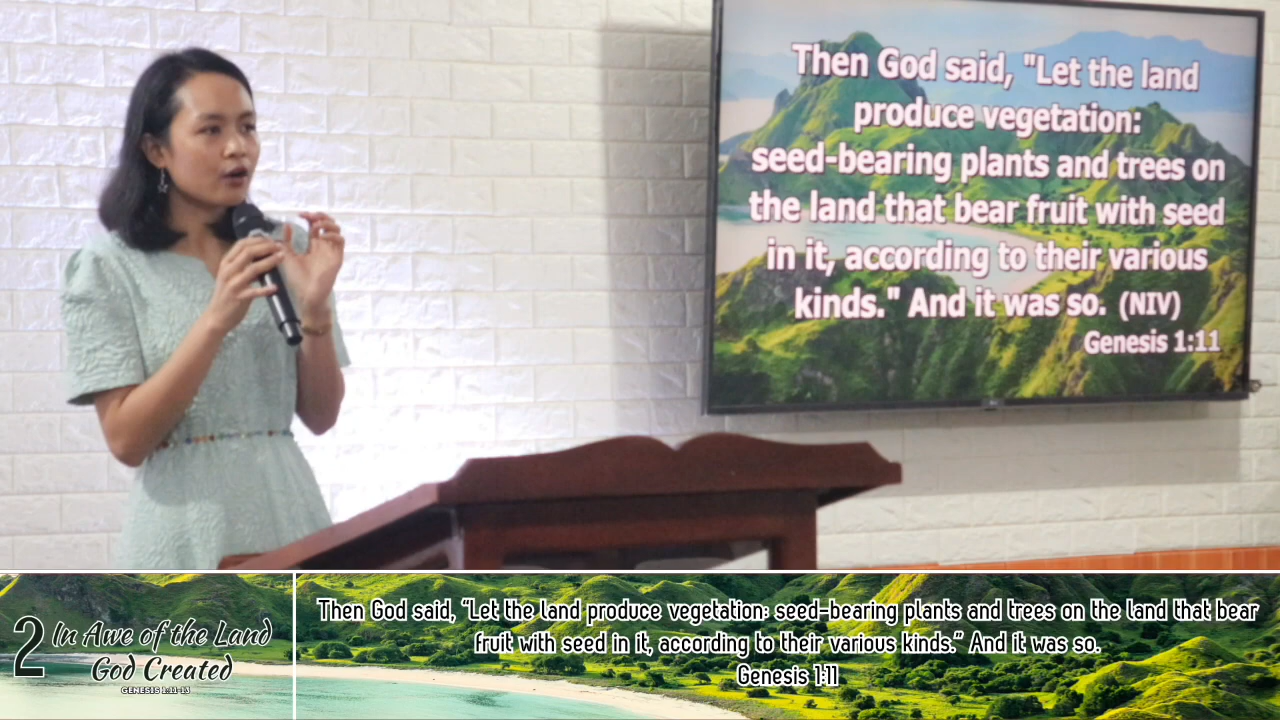 Then God said, "Let the land
produce vegetation:
seed-bearing plants and trees on
the land that bear fruit with seed
in it, according to their various
kinds." And it was so. (NIV)
Genesis 1:11
2
In Awe of the Land
God Created
GENESIS 1:11-13
Then God said, “Let the land produce vegetation: seed-bearing plants and trees on the land that bear
fruit with seed in it, according to their various kinds.” And it was so.
Genesis 1:11